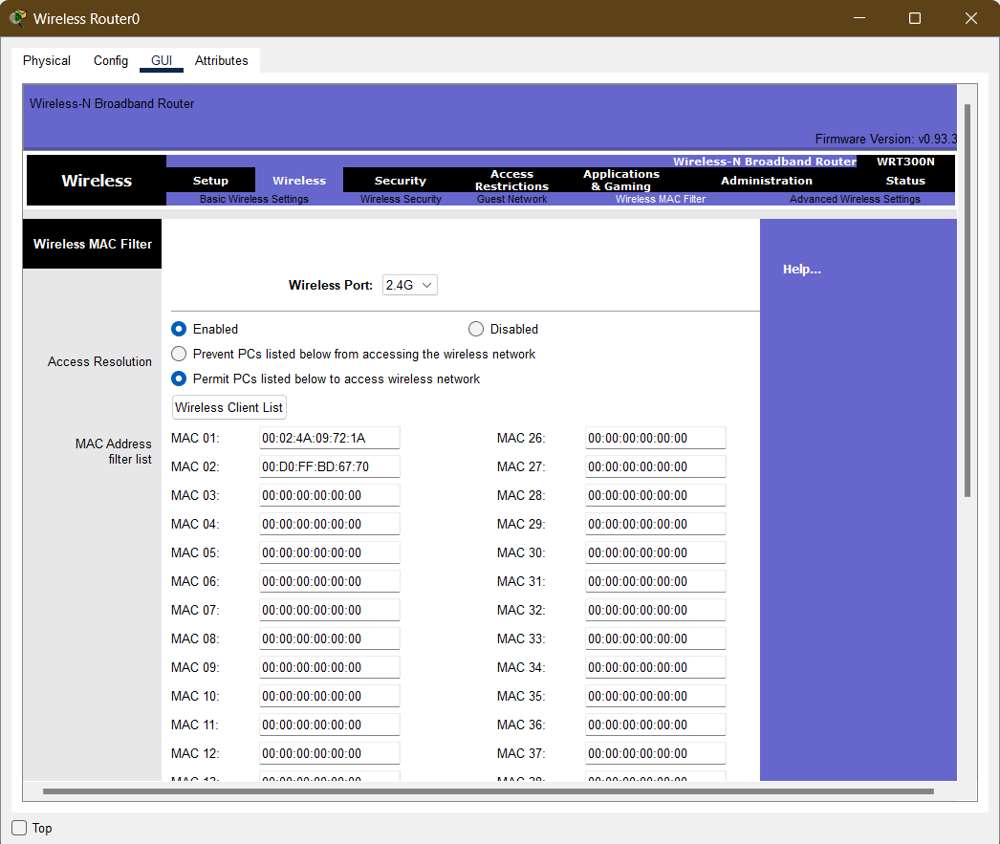 Wireless Router0
Physical Config GUI Attributes
Wireless-N Broadband Router
Firmware Version: v0.93.3
Wireless-N Broadband Router WRT300N
Wireless
Setup Wireless Security Access Restrictions Applications & Gaming Administration Status
Basic Wireless Settings Wireless Security Guest Network Wireless MAC Filter Advanced Wireless Settings
Wireless MAC Filter
Help...
Wireless Port: 2.4G
Enabled Disabled
Prevent PCs listed below from accessing the wireless network
Access Resolution
Permit PCs listed below to access wireless network
Wireless Client List
MAC Address
filter list
MAC 01: 00:02:4A:09:72:1A MAC 26: 00:00:00:00:00:00
MAC 02: 00:D0:FF:BD:67:70 MAC 27: 00:00:00:00:00:00
MAC 03: 00:00:00:00:00:00 MAC 28: 00:00:00:00:00:00
MAC 04: 00:00:00:00:00:00 MAC 29: 00:00:00:00:00:00
MAC 05: 00:00:00:00:00:00 MAC 30: 00:00:00:00:00:00
MAC 06: 00:00:00:00:00:00 MAC 31: 00:00:00:00:00:00
MAC 07: 00:00:00:00:00:00 MAC 32: 00:00:00:00:00:00
MAC 08: 00:00:00:00:00:00 MAC 33: 00:00:00:00:00:00
MAC 09: 00:00:00:00:00:00 MAC 34: 00:00:00:00:00:00
MAC 10: 00:00:00:00:00:00 MAC 35: 00:00:00:00:00:00
MAC 11: 00:00:00:00:00:00 MAC 36: 00:00:00:00:00:00
MAC 12: 00:00:00:00:00:00 MAC 37: 00:00:00:00:00:00
Top